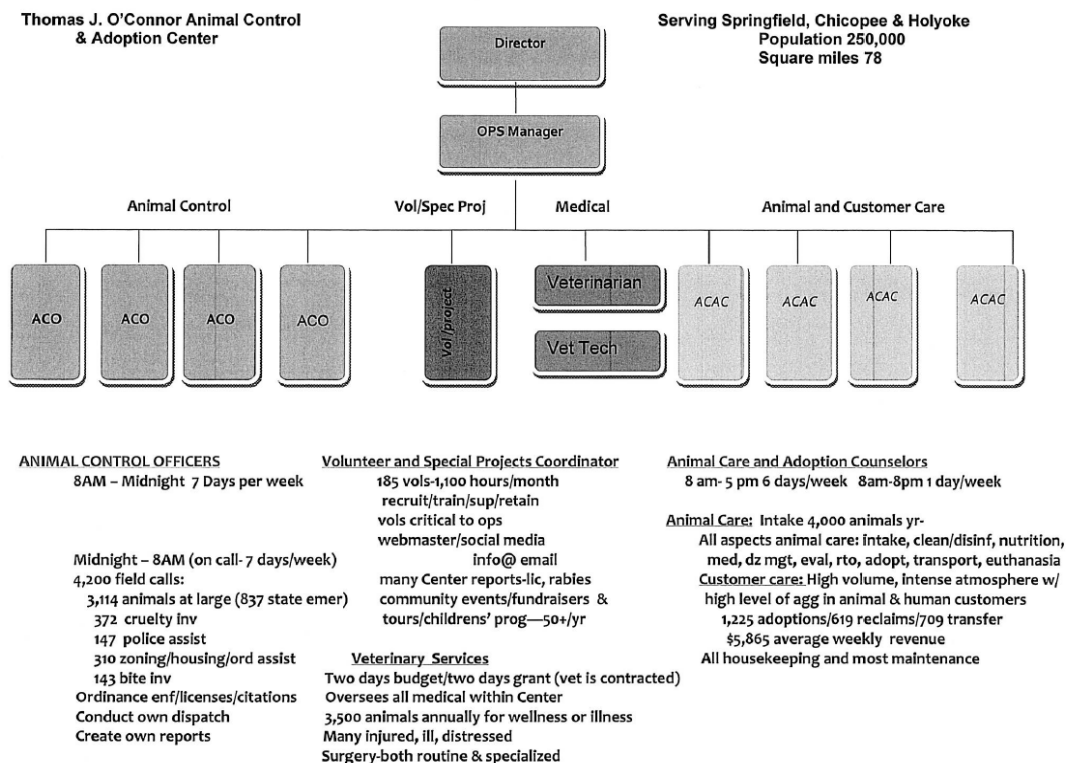 Thomas J. O'Connor Animal Control
& Adoption Center
Serving Springfield, Chicopee & Holyoke
Population 250,000
Square miles 78
Director
OPS Manager
Animal Control
Vol/Spec Proj
Medical
Animal and Customer Care
ACO
ACO
ACO
ACO
Vol/project
Veterinarian
Vet Tech
ACAC
ACAC
ACAC
ACAC
ANIMAL CONTROL OFFICERS
8AM – Midnight 7 Days per week
Midnight – 8AM (on call- 7 days/week)
4,200 field calls:
3,114 animals at large (837 state emer)
372 cruelty inv
147 police assist
310 zoning/housing/ord assist
143 bite inv
Ordinance enf/licenses/citations
Conduct own dispatch
Create own reports
Volunteer and Special Projects Coordinator
185 vols-1,100 hours/month
recruit/train/sup/retain
vols critical to ops
webmaster/social media
info@ email
many Center reports-lic, rabies
community events/fundraisers &
tours/childrens' prog—50+/yr
Veterinary Services
Two days budget/two days grant (vet is contracted)
Oversees all medical within Center
3,500 animals annually for wellness or illness
Many injured, ill, distressed
Surgery-both routine & specialized
Animal Care and Adoption Counselors
8 am- 5 pm 6 days/week 8am-8pm 1 day/week
Animal Care: Intake 4,000 animals yr-
All aspects animal care: intake, clean/disinf, nutrition,
med, dz mgt, eval, rto, adopt, transport, euthanasia
Customer care: High volume, intense atmosphere w/
high level of agg in animal & human customers
1,225 adoptions/619 reclaims/709 transfer
$5,865 average weekly revenue
All housekeeping and most maintenance